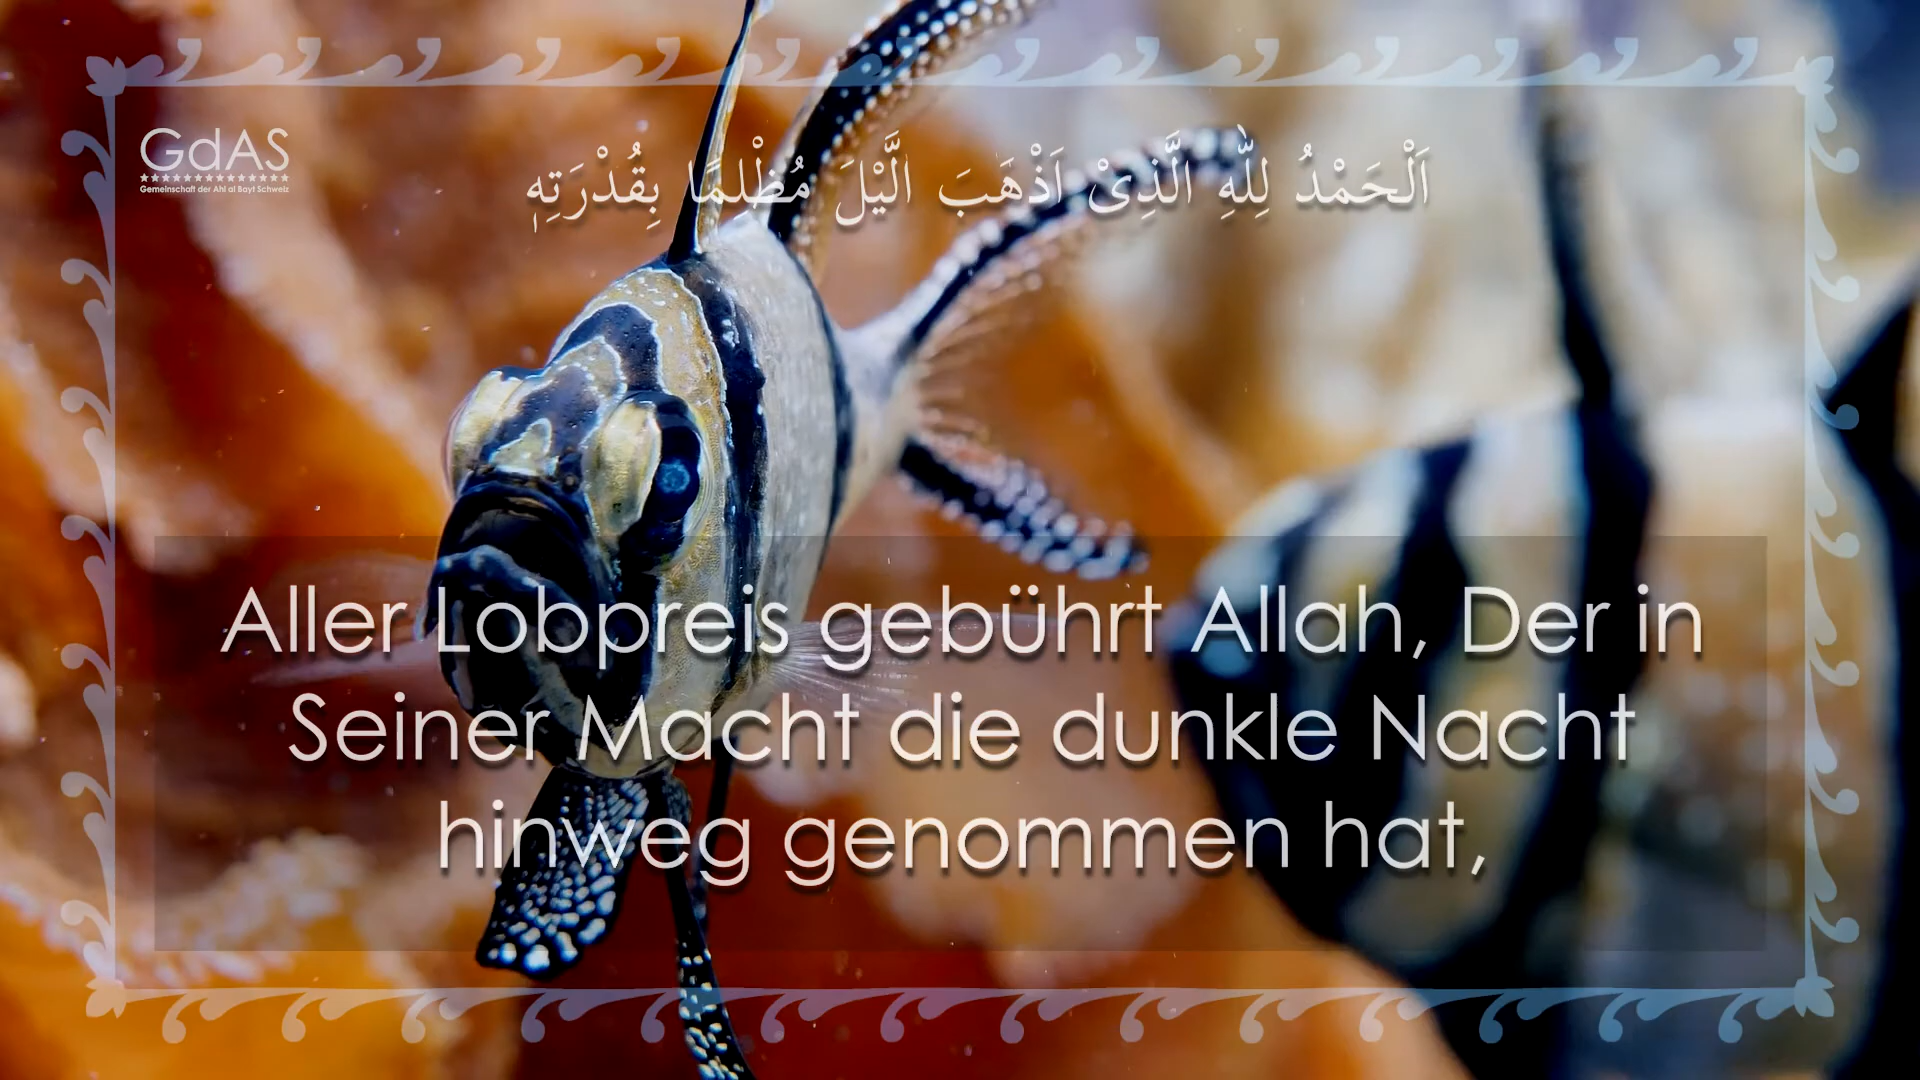 GdAS
Gemeinschaft der Ahl al Bayt Schweiz
اَلْحَمْدُ لِلّٰهِ الَّذِىْ اَذْهَبَ الَّيْلَ مُظْلِمًا بِقُدْرَتِهٖ
Aller Lobpreis gebührt Allah, Der in
Seiner Macht die dunkle Nacht
hinweg genommen hat,